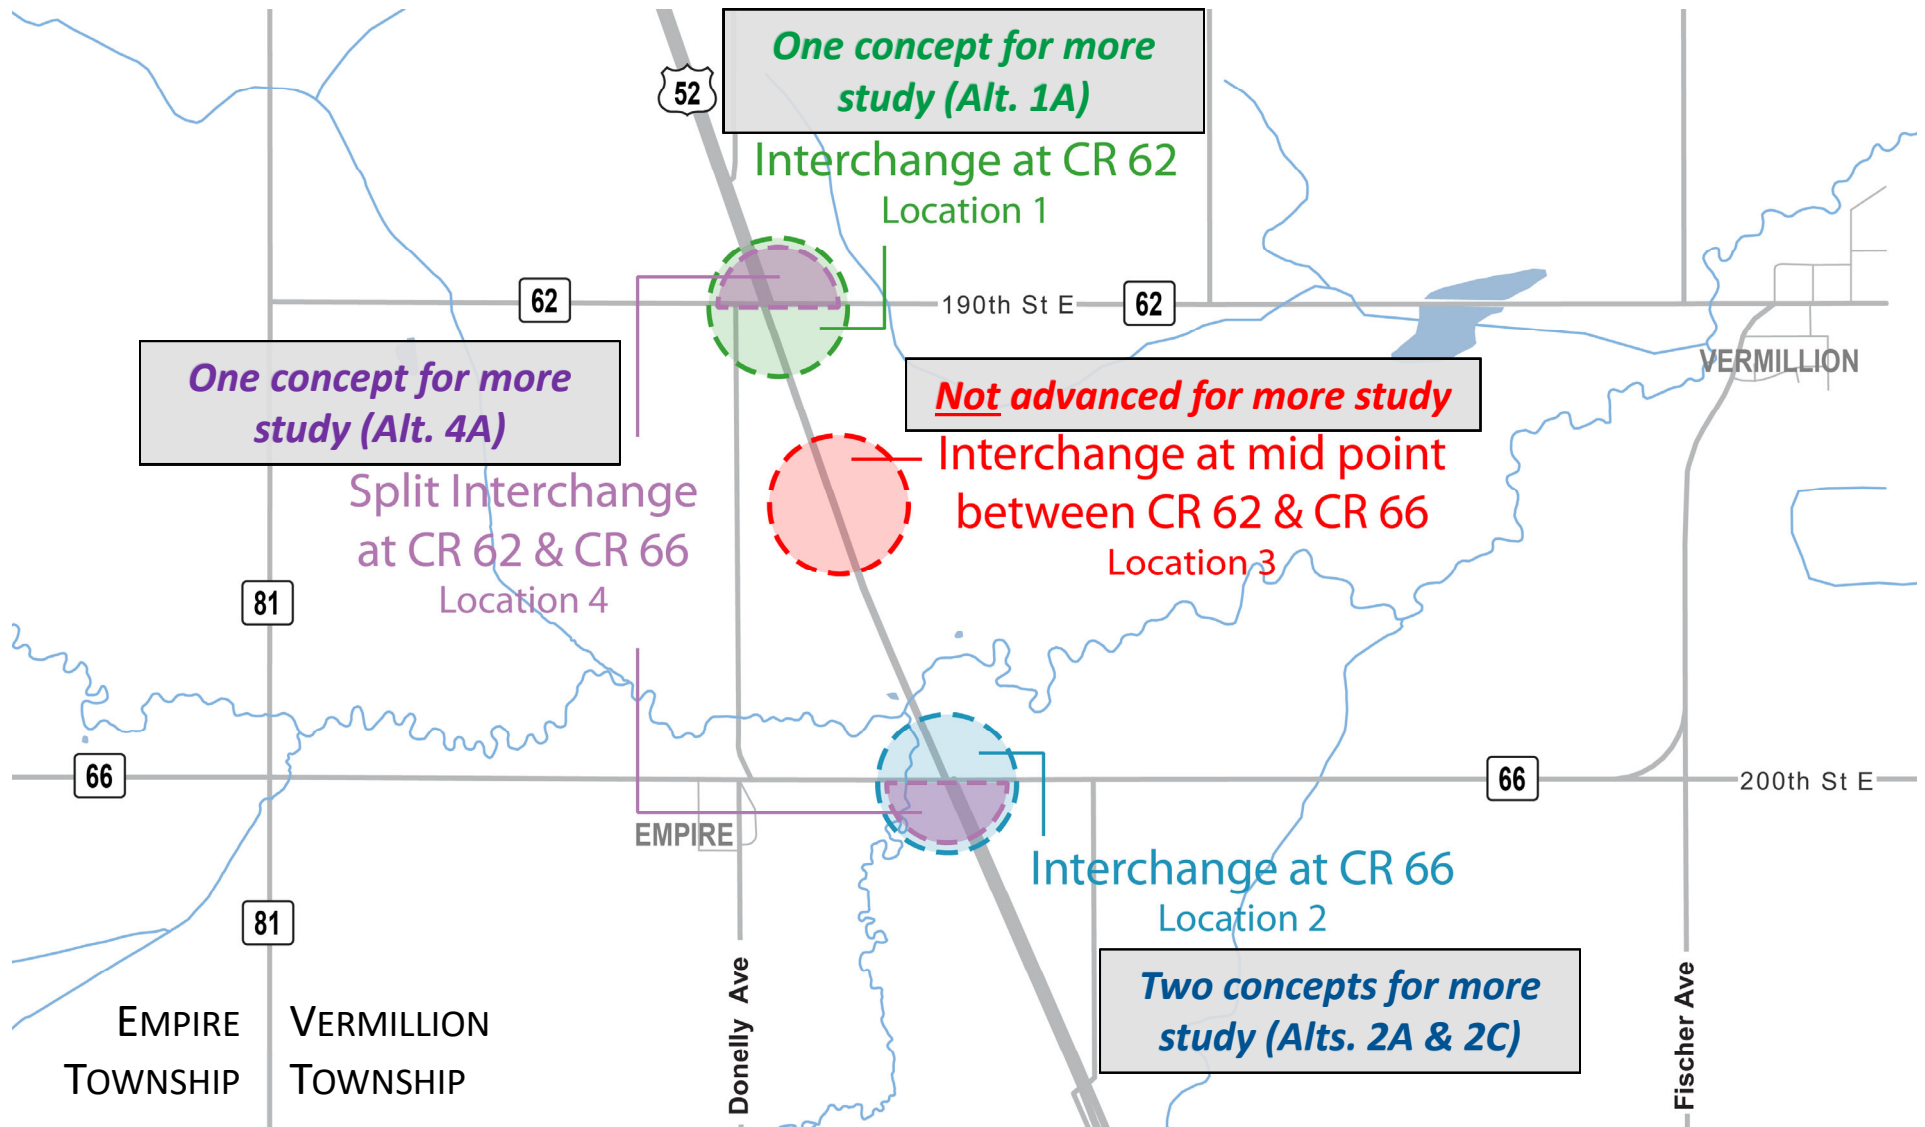 52
One concept for more
study (Alt. 1A)
Interchange at CR 62
Location 1
62
190th St E
62
VERMILLION
One concept for more
study (Alt. 4A)
Split Interchange
at CR 62 & CR 66
Location 4
Not advanced for more study
Interchange at mid point
between CR 62 & CR 66
Location 3
81
66
66
200th St E
EMPIRE
Interchange at CR 66
Location 2
Two concepts for more
study (Alts. 2A & 2C)
81
EMPIRE
TOWNSHIP
VERMILLION
TOWNSHIP
Donelly Ave
Fischer Ave